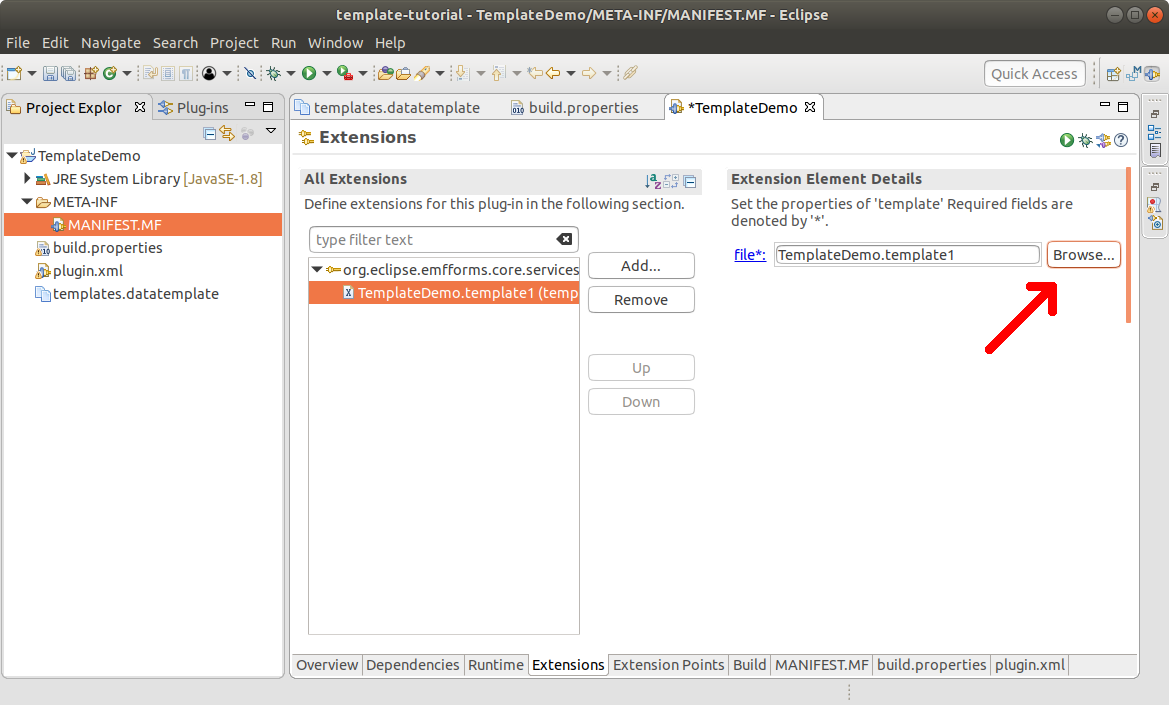 template-tutorial - TemplateDemo/META-INF/MANIFEST.MF - Eclipse
File Edit Navigate Search Project Run Window Help
Quick Access
Project Explor
Plug-ins
templates.datatemplate
build.properties
*TemplateDemo
TemplateDemo
JRE System Library [JavaSE-1.8]
META-INF
MANIFEST.MF
build.properties
plugin.xml
templates.datatemplate
Extensions
All Extensions
Define extensions for this plug-in in the following section.
type filter text
org.eclipse.emfforms.core.services
TemplateDemo.template1 (temp
Add...
Remove
Up
Down
Extension Element Details
Set the properties of 'template' Required fields are
denoted by '*'.
file*: TemplateDemo.template1 Browse...
Overview Dependencies Runtime Extensions Extension Points Build MANIFEST.MF build.properties plugin.xml